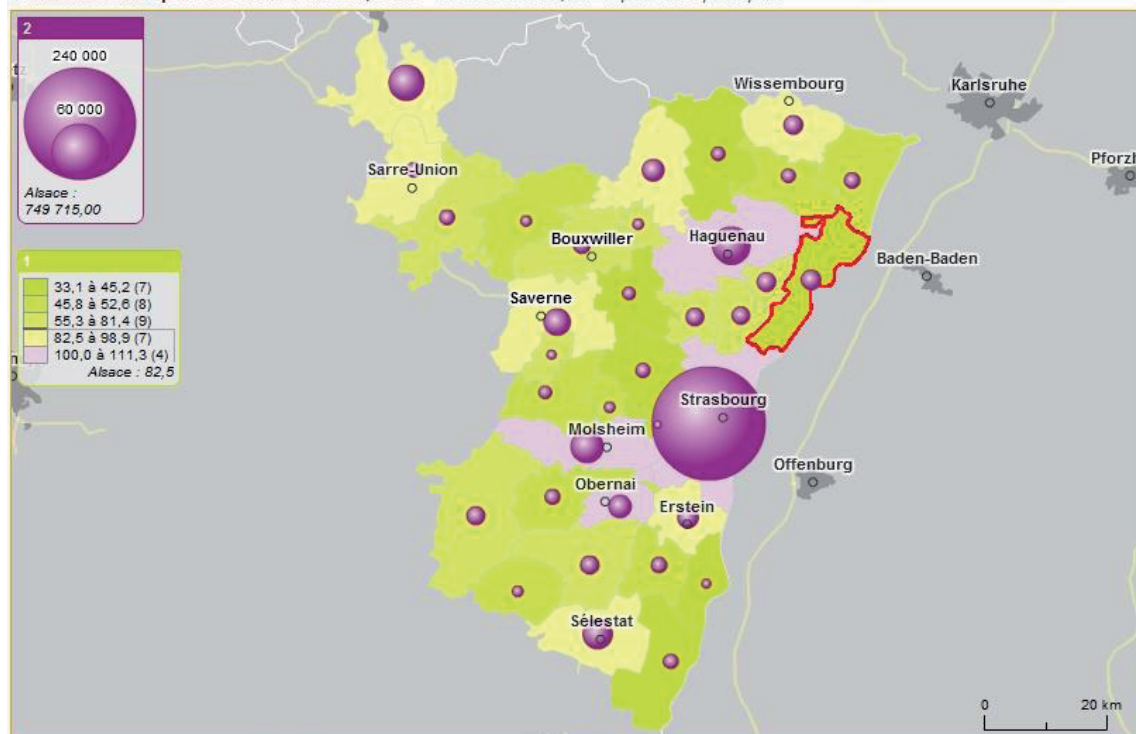 2
240 000
60 000
Alsace :
749 715,00
1
33,1 à 45,2 (7)
45,8 à 52,6 (8)
55,3 à 81,4 (9)
82,5 à 98,9 (7)
100,0 à 111,3 (4)
Alsace : 82,5
Wissembourg
Karlsruhe
Pforzh
Sarre-Union
Haguenau
Bouxwiller
Baden-Baden
Saverne
Strasbourg
Molsheim
Offenburg
Obernai
Erstein
Sélestat
0 20 km